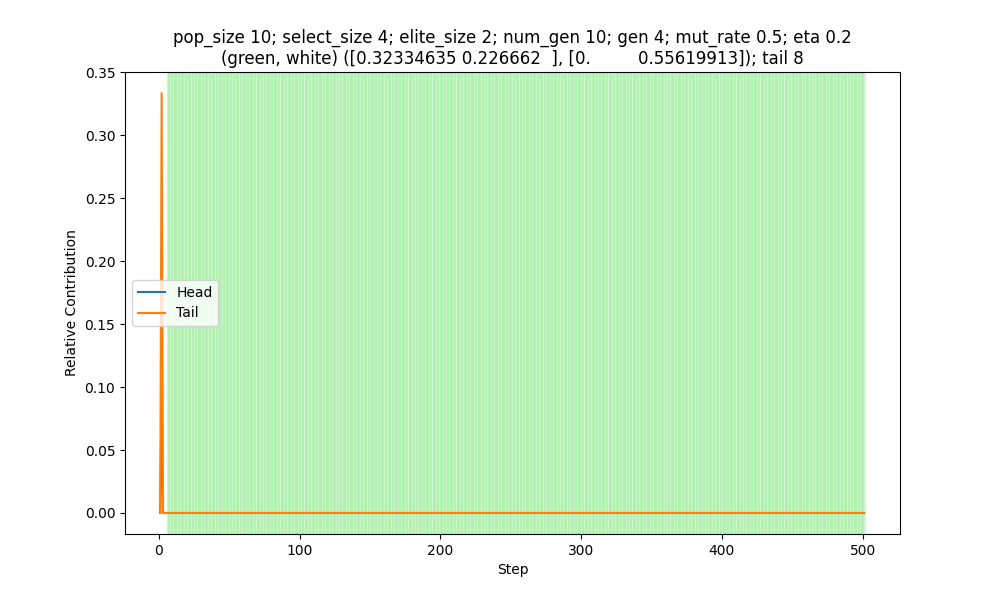 pop_size 10; select_size 4; elite_size 2; num_gen 10; gen 4; mut_rate 0.5; eta 0.2
(green, white) ([0.32334635 0.226662  ], [0.         0.55619913]); tail 8
0.35
0.30
0.25
0.20
0.15
0.10
0.05
0.00
Relative Contribution
Head
Tail
0 100 200 300 400 500
Step